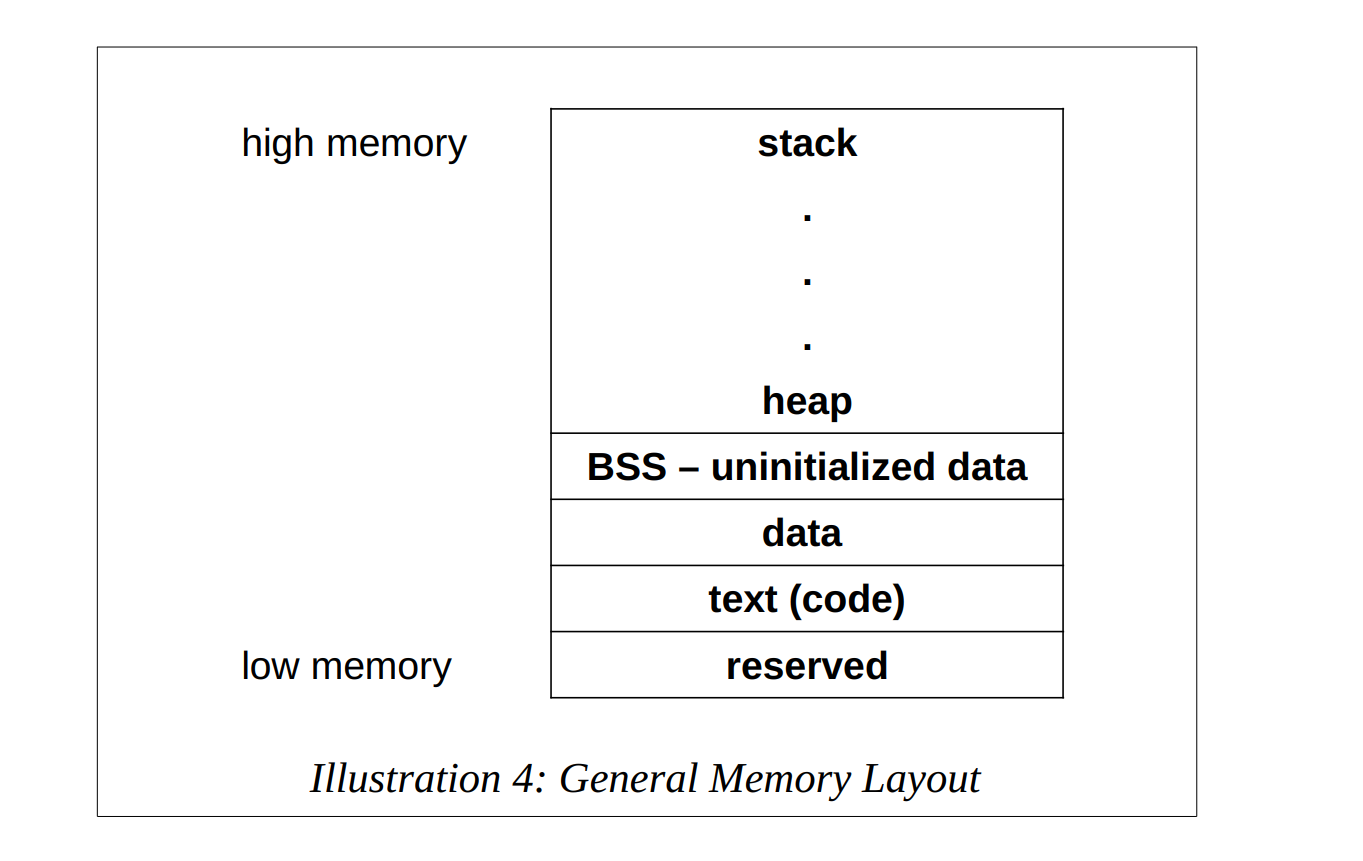 high memory stack
.
.
.
heap
BSS – uninitialized data
data
text (code)
low memory reserved
Illustration 4: General Memory Layout